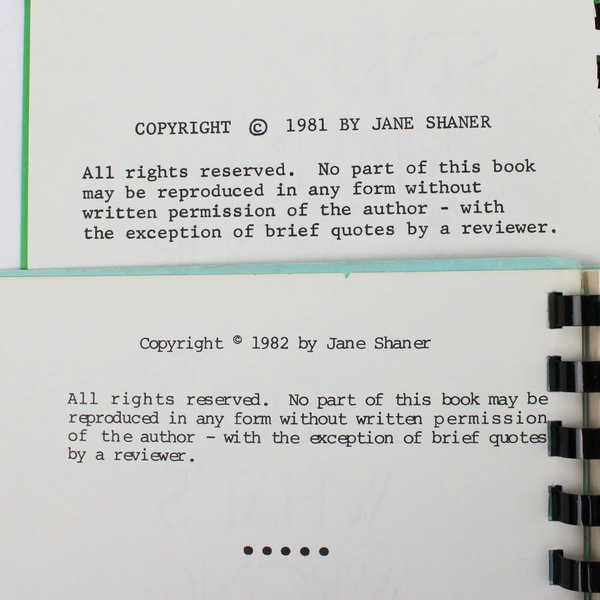 COPYRIGHT © 1981 BY JANE SHANER
All rights reserved. No part of this book
may be reproduced in any form without
written permission of the author - with
the exception of brief quotes by a reviewer.
Copyright © 1982 by Jane Shaner
All rights reserved. No part of this book may be
reproduced in any form without written permission
of the author - with the exception of brief quotes
by a reviewer.